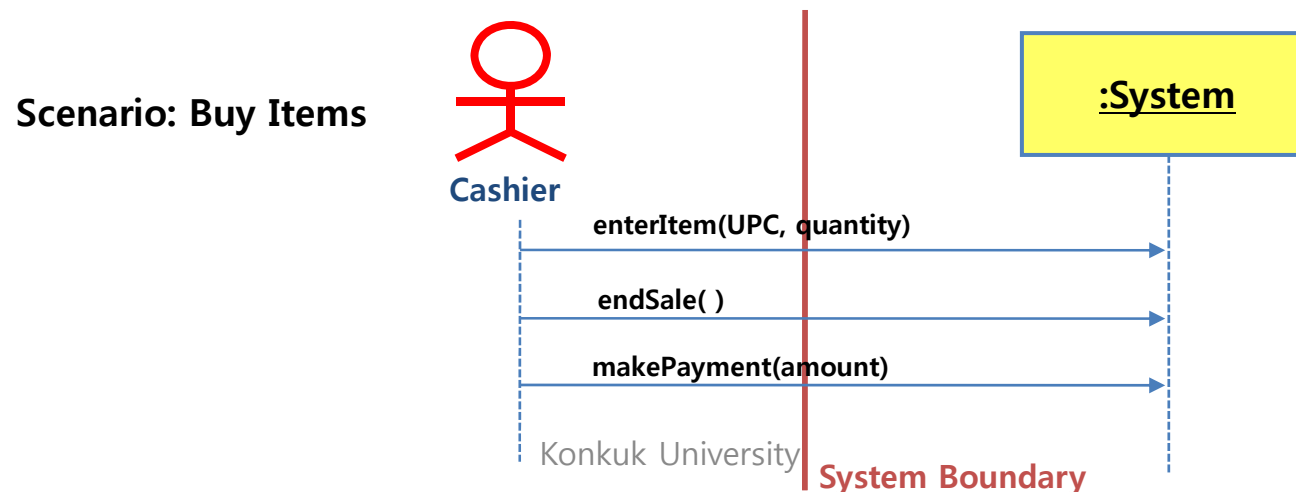 Scenario: Buy Items
:System
Cashier
enterItem(UPC, quantity)
endSale( )
makePayment(amount)
Konkuk University
System Boundary